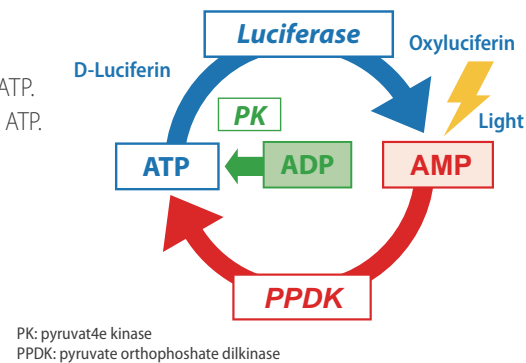 Luciferase
Oxyluciferin
D-Luciferin
ATP.
ATP.
PK
Light
ATP
ADP
AMP
PPDK
PK: pyruvat4e kinase
PPDK: pyruvate orthophoshate dilkinase